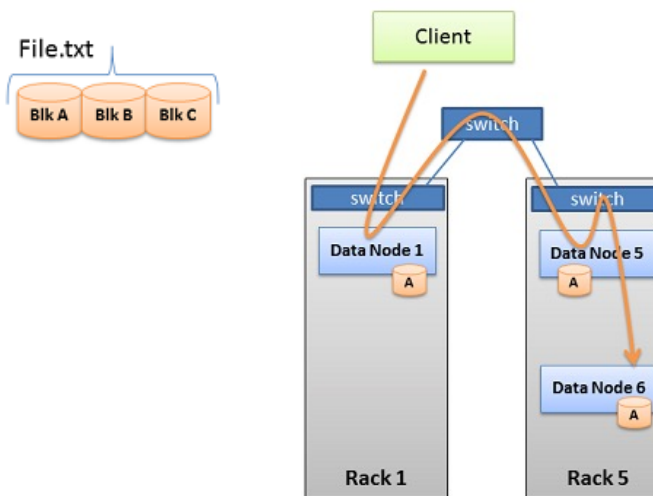 File.txt
Blk A
Blk B
Blk C
Client
switch
switch
switch
Data Node 1
A
Data Node 5
A
Data Node 6
A
Rack 1
Rack 5